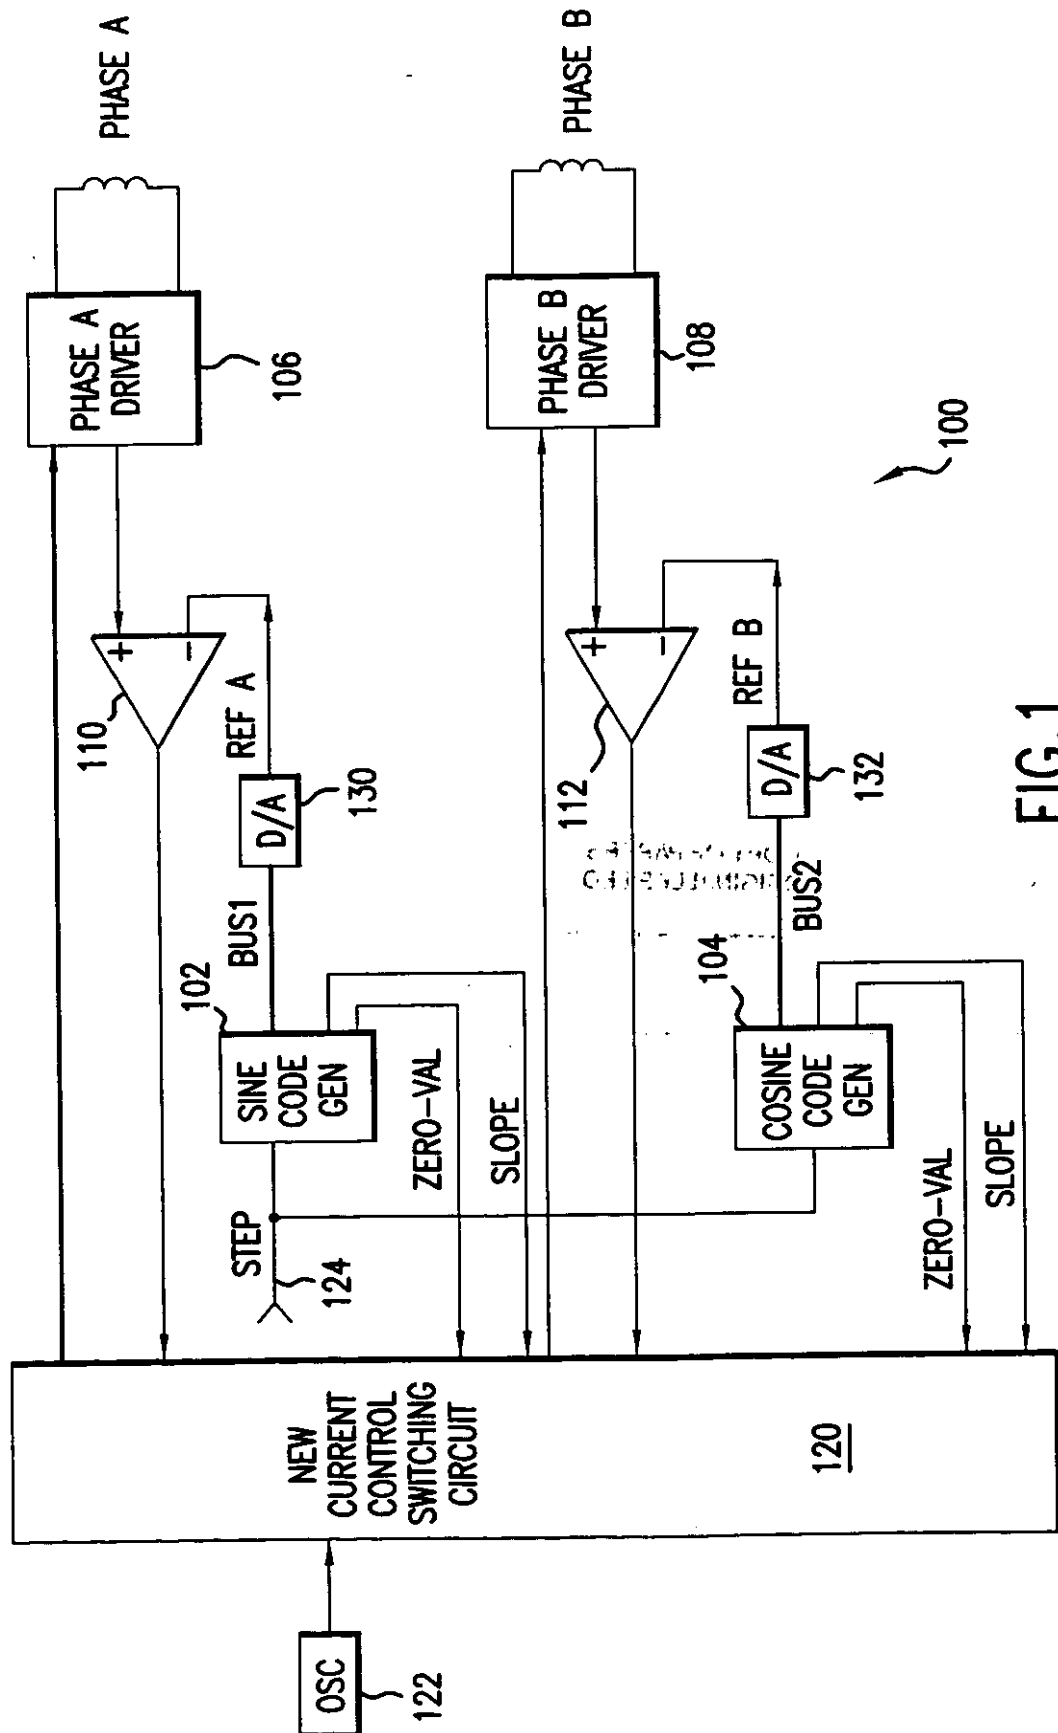 PHASE A
PHASE A
DRIVER
106
+
−
110
REF A
D/A
130
BUS1
102
SINE
CODE
GEN
ZERO-VAL
SLOPE
STEP
124
PHASE B
PHASE B
DRIVER
108
+
−
112
REF B
D/A
132
BUS2
104
COSINE
CODE
GEN
ZERO-VAL
SLOPE
NEW
CURRENT
CONTROL
SWITCHING
CIRCUIT
120
OSC
122
100
FIG.1